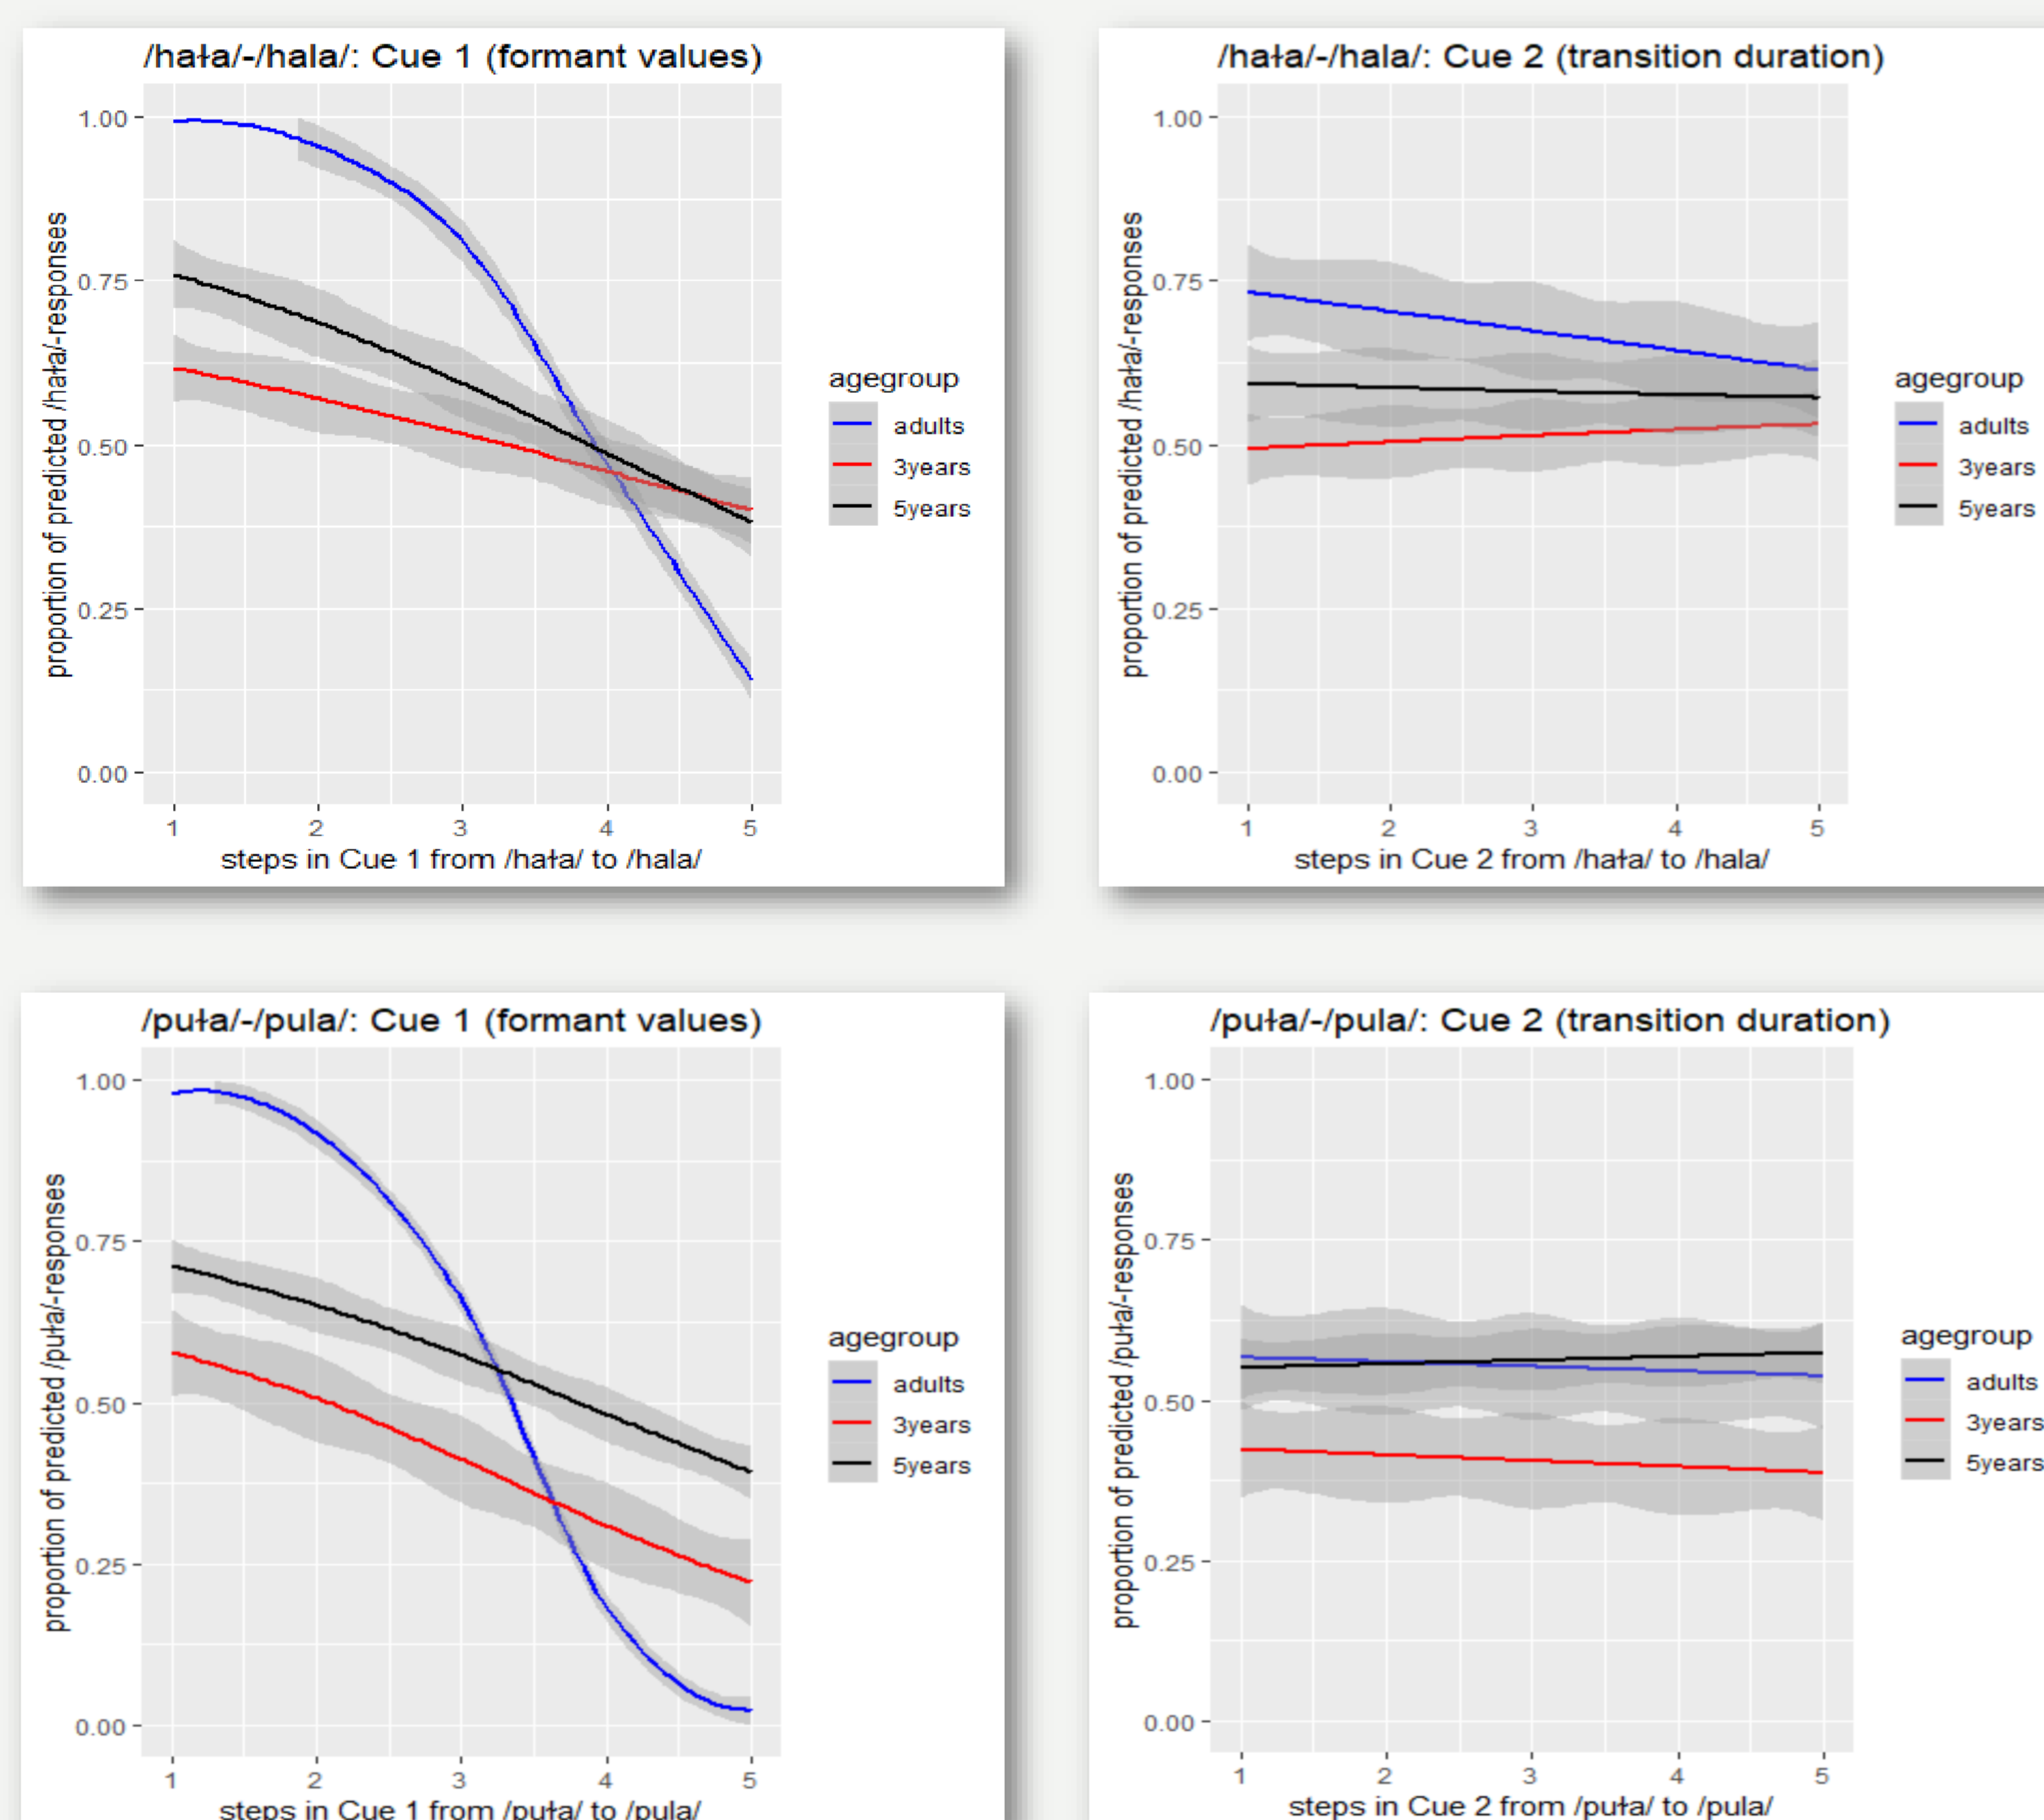 /hała/-/hala/: Cue 1 (formant values)
proportion of predicted /hała/-responses
1.00
0.75
0.50
0.25
0.00
1 2 3 4 5
steps in Cue 1 from /hała/ to /hala/
agegroup
adults
3years
5years
/hała/-/hala/: Cue 2 (transition duration)
proportion of predicted /hała/-responses
1.00
0.75
0.50
0.25
0.00
1 2 3 4 5
steps in Cue 2 from /hała/ to /hala/
agegroup
adults
3years
5years
/puła/-/pula/: Cue 1 (formant values)
proportion of predicted /puła/-responses
1.00
0.75
0.50
0.25
0.00
1 2 3 4 5
steps in Cue 1 from /puła/ to /pula/
agegroup
adults
3years
5years
/puła/-/pula/: Cue 2 (transition duration)
proportion of predicted /puła/-responses
1.00
0.75
0.50
0.25
0.00
1 2 3 4 5
steps in Cue 2 from /puła/ to /pula/
agegroup
adults
3years
5years